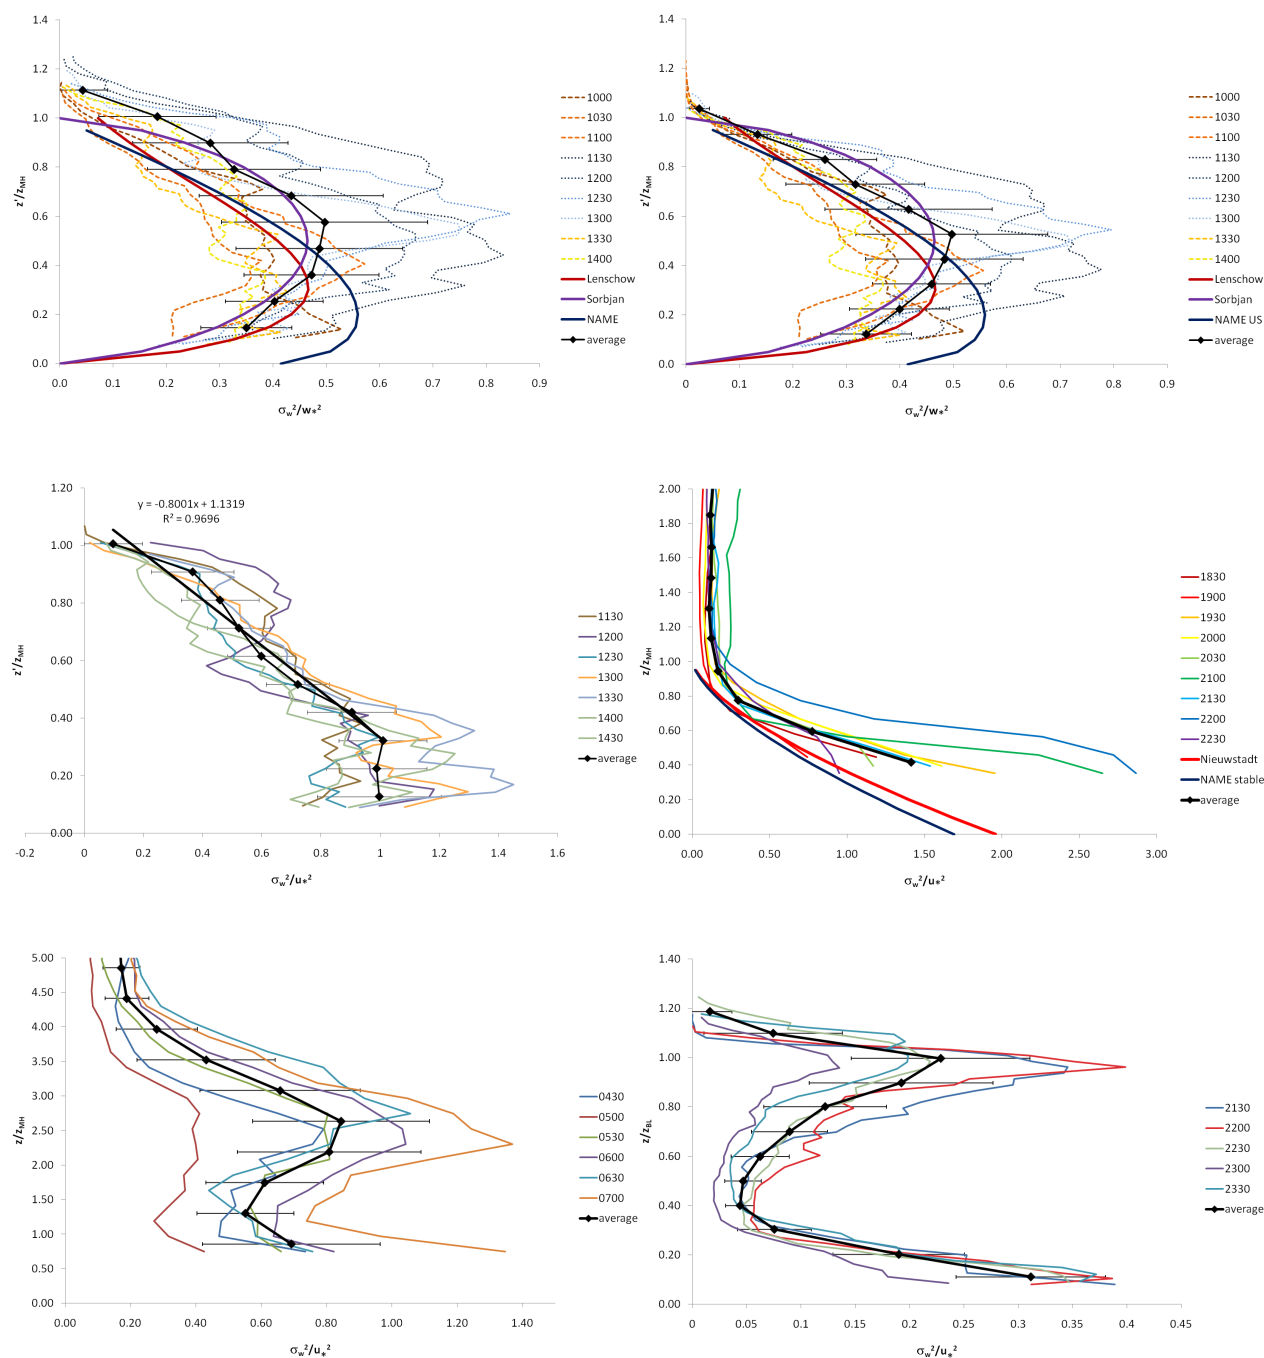 1.4
1.2
1.0
0.8
0.6
0.4
0.2
0.0
z'/zMH
0.0 0.1 0.2 0.3 0.4 0.5 0.6 0.7 0.8 0.9
σw²/w*²
1000
1030
1100
1130
1200
1230
1300
1330
1400
Lenschow
Sorbjan
NAME
average
1.4
1.2
1.0
0.8
0.6
0.4
0.2
0.0
z'/zMH
0 0.1 0.2 0.3 0.4 0.5 0.6 0.7 0.8 0.9
σw²/w*²
1000
1030
1100
1130
1200
1230
1300
1330
1400
Lenschow
Sorbjan
NAME US
average
1.20
1.00
0.80
0.60
0.40
0.20
0.00
z'/zMH
y = -0.8001x + 1.1319
R² = 0.9696
-0.2 0 0.2 0.4 0.6 0.8 1 1.2 1.4 1.6
σw²/u*²
1130
1200
1230
1300
1330
1400
1430
average
2.00
1.80
1.60
1.40
1.20
1.00
0.80
0.60
0.40
0.20
0.00
z/zMH
0.00 0.50 1.00 1.50 2.00 2.50 3.00
σw²/u*²
1830
1900
1930
2000
2030
2100
2130
2200
2230
Nieuwstadt
NAME stable
average
5.00
4.50
4.00
3.50
3.00
2.50
2.00
1.50
1.00
0.50
0.00
z/zMH
0.00 0.20 0.40 0.60 0.80 1.00 1.20 1.40
σw²/u*²
0430
0500
0530
0600
0630
0700
average
1.20
1.00
0.80
0.60
0.40
0.20
0.00
z/zBL
0 0.05 0.1 0.15 0.2 0.25 0.3 0.35 0.4 0.45
σw²/u*²
2130
2200
2230
2300
2330
average